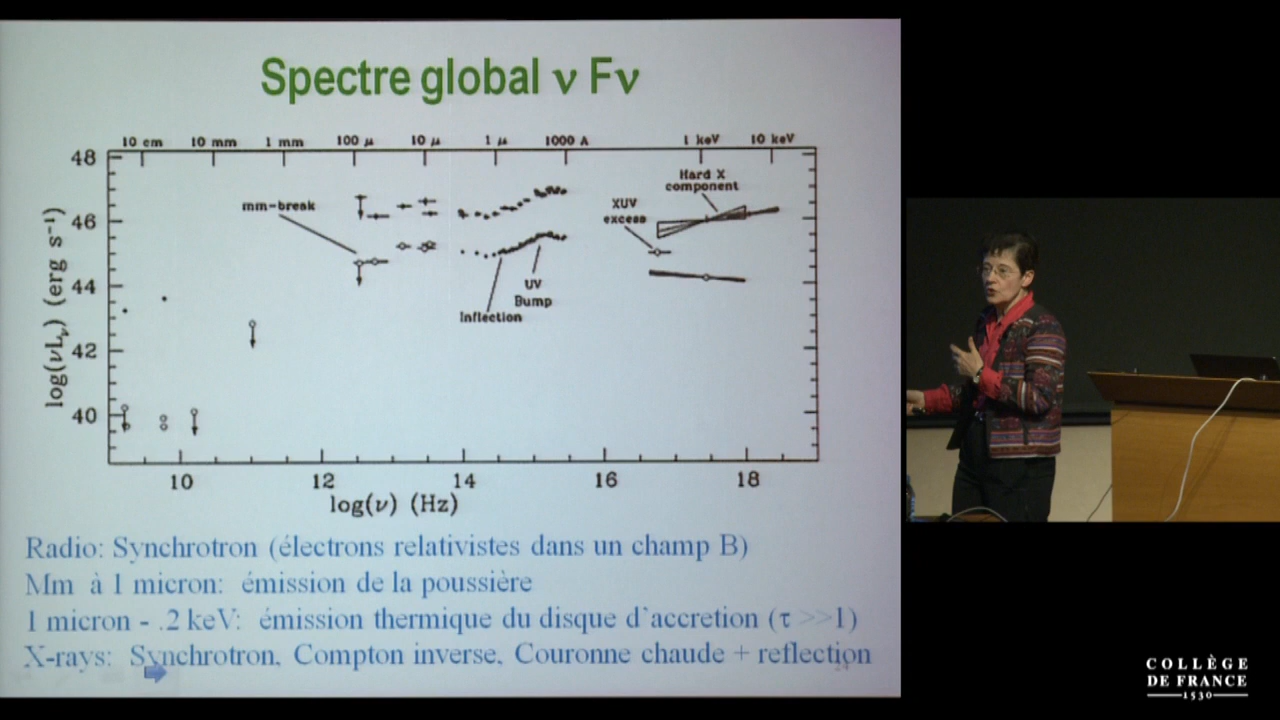 Spectre global ν Fν
10 cm 10 mm 1 mm 100 μ 10 μ 1 μ 1000 A 1 keV 10 keV
48
46
44
42
40
log(νLν) (erg s⁻¹)
mm-break
Inflection
UV
Bump
XUV
excess
Hard X
component
10 12 14 16 18
log(ν) (Hz)
Radio: Synchrotron (électrons relativistes dans un champ B)
Mm à 1 micron: émission de la poussière
1 micron - .2 keV: émission thermique du disque d'accretion (τ >>1)
X-rays: Synchrotron, Compton inverse, Couronne chaude + reflection
COLLÈGE
DE FRANCE
1530